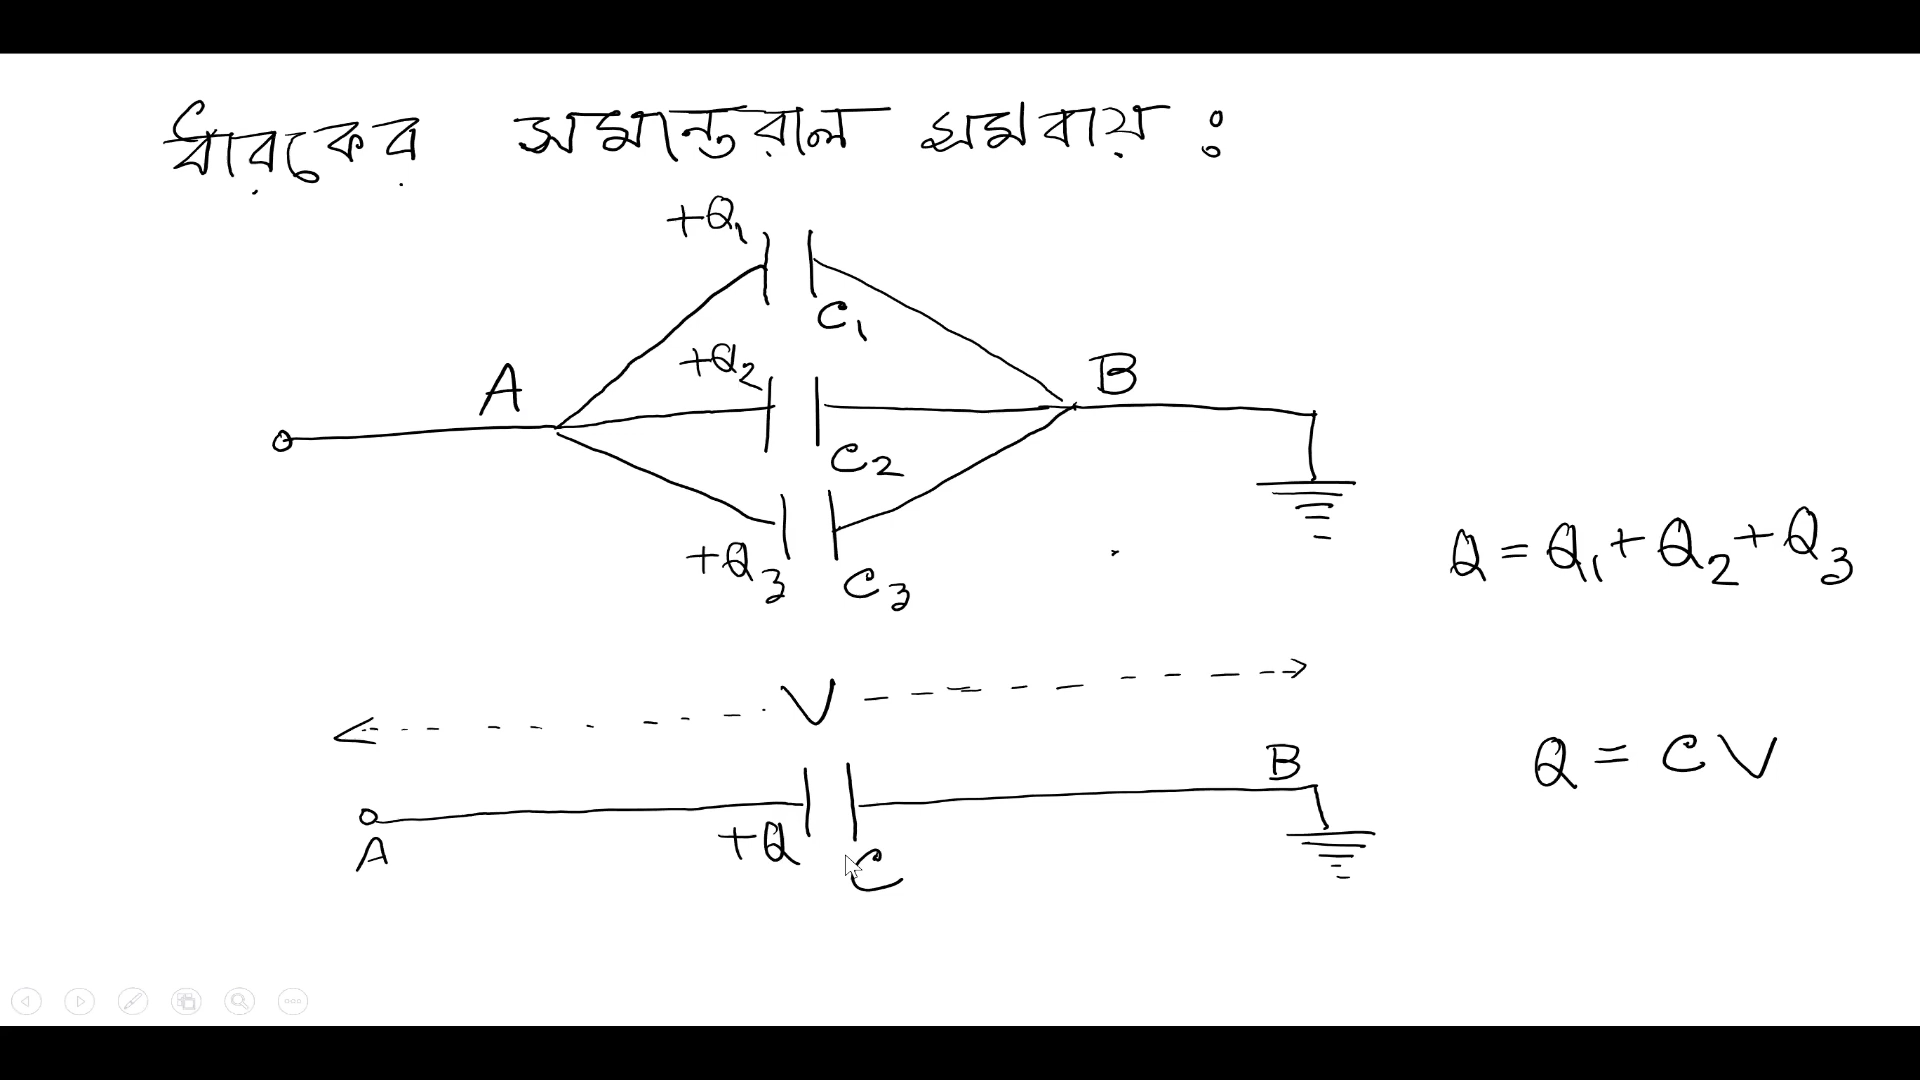 ধারকের সমান্তরাল সমবায় :
+Q₁
C₁
+Q₂
A
B
C₂
+Q₃
C₃
Q = Q₁ + Q₂ + Q₃
V
B
Q = CV
A
+Q
C